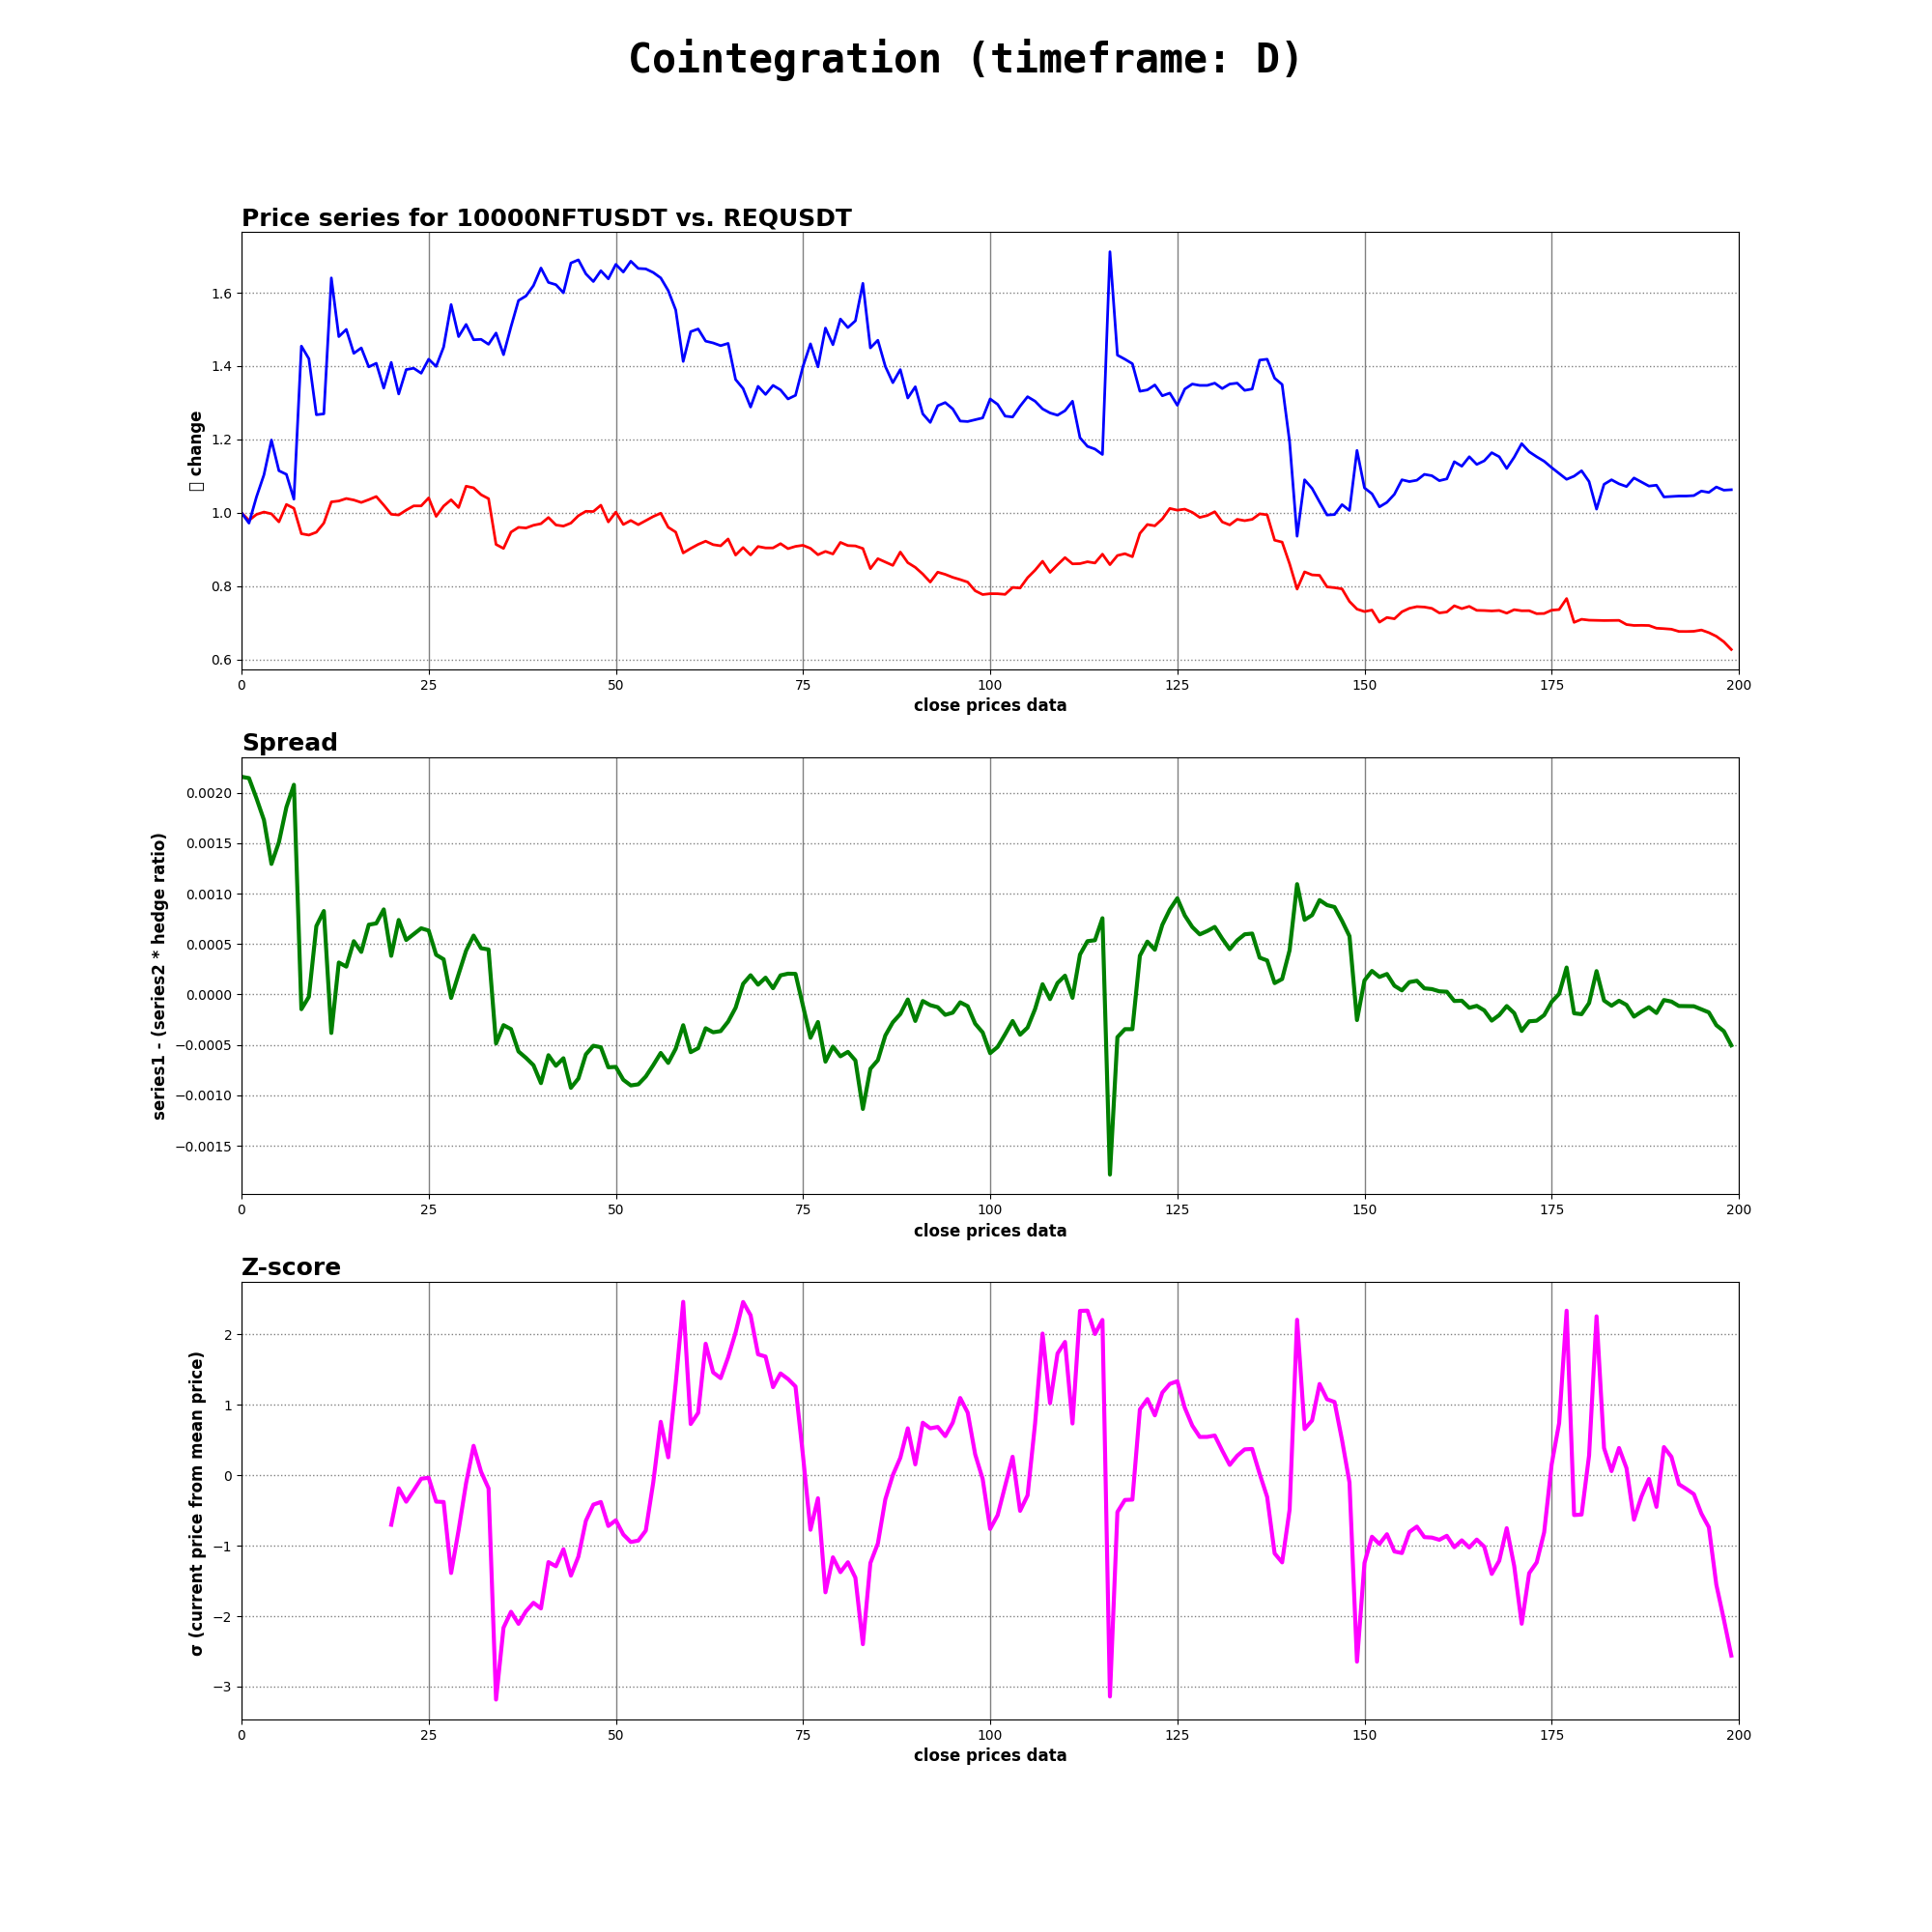 Cointegration (timeframe: D)
Price series for 10000NFTUSDT vs. REQUSDT
change
1.6
1.4
1.2
1.0
0.8
0.6
0 25 50 75 100 125 150 175 200
close prices data
Spread
series1 - (series2 * hedge ratio)
0.0020
0.0015
0.0010
0.0005
0.0000
−0.0005
−0.0010
−0.0015
0 25 50 75 100 125 150 175 200
close prices data
Z-score
σ (current price from mean price)
2
1
0
−1
−2
−3
0 25 50 75 100 125 150 175 200
close prices data